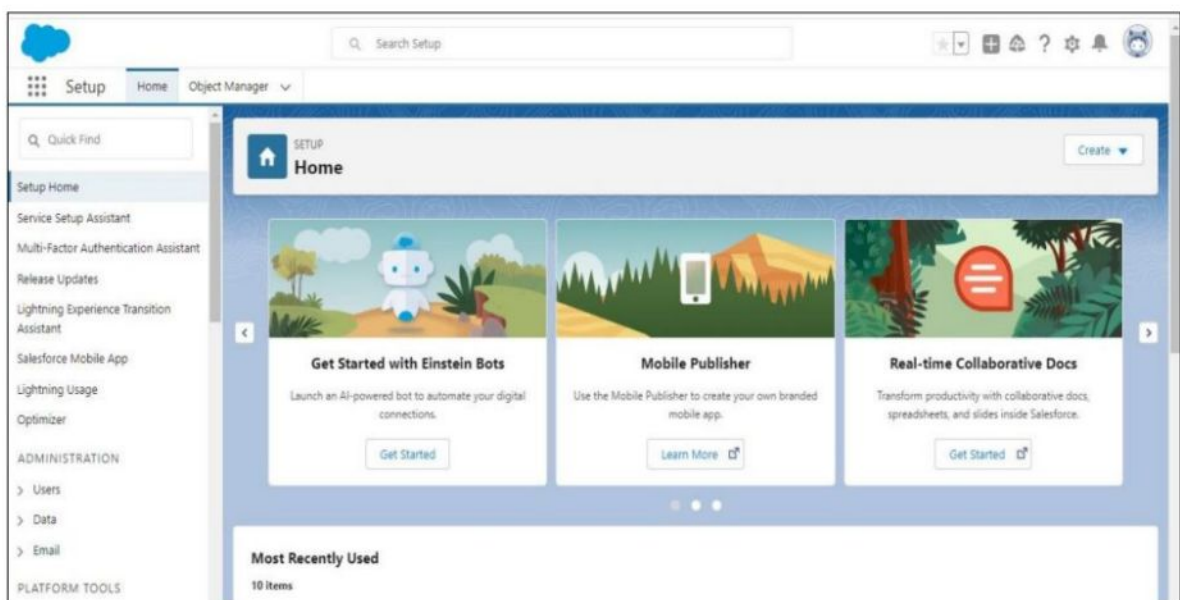 Search Setup
?
Setup
Home
Object Manager
Quick Find
Setup Home
Service Setup Assistant
Multi-Factor Authentication Assistant
Release Updates
Lightning Experience Transition
Assistant
Salesforce Mobile App
Lightning Usage
Optimizer
ADMINISTRATION
> Users
> Data
> Email
PLATFORM TOOLS
SETUP
Home
Create
Get Started with Einstein Bots
Launch an AI-powered bot to automate your digital
connections.
Get Started
Mobile Publisher
Use the Mobile Publisher to create your own branded
mobile app.
Learn More
Real-time Collaborative Docs
Transform productivity with collaborative docs,
spreadsheets, and slides inside Salesforce.
Get Started
Most Recently Used
10 items